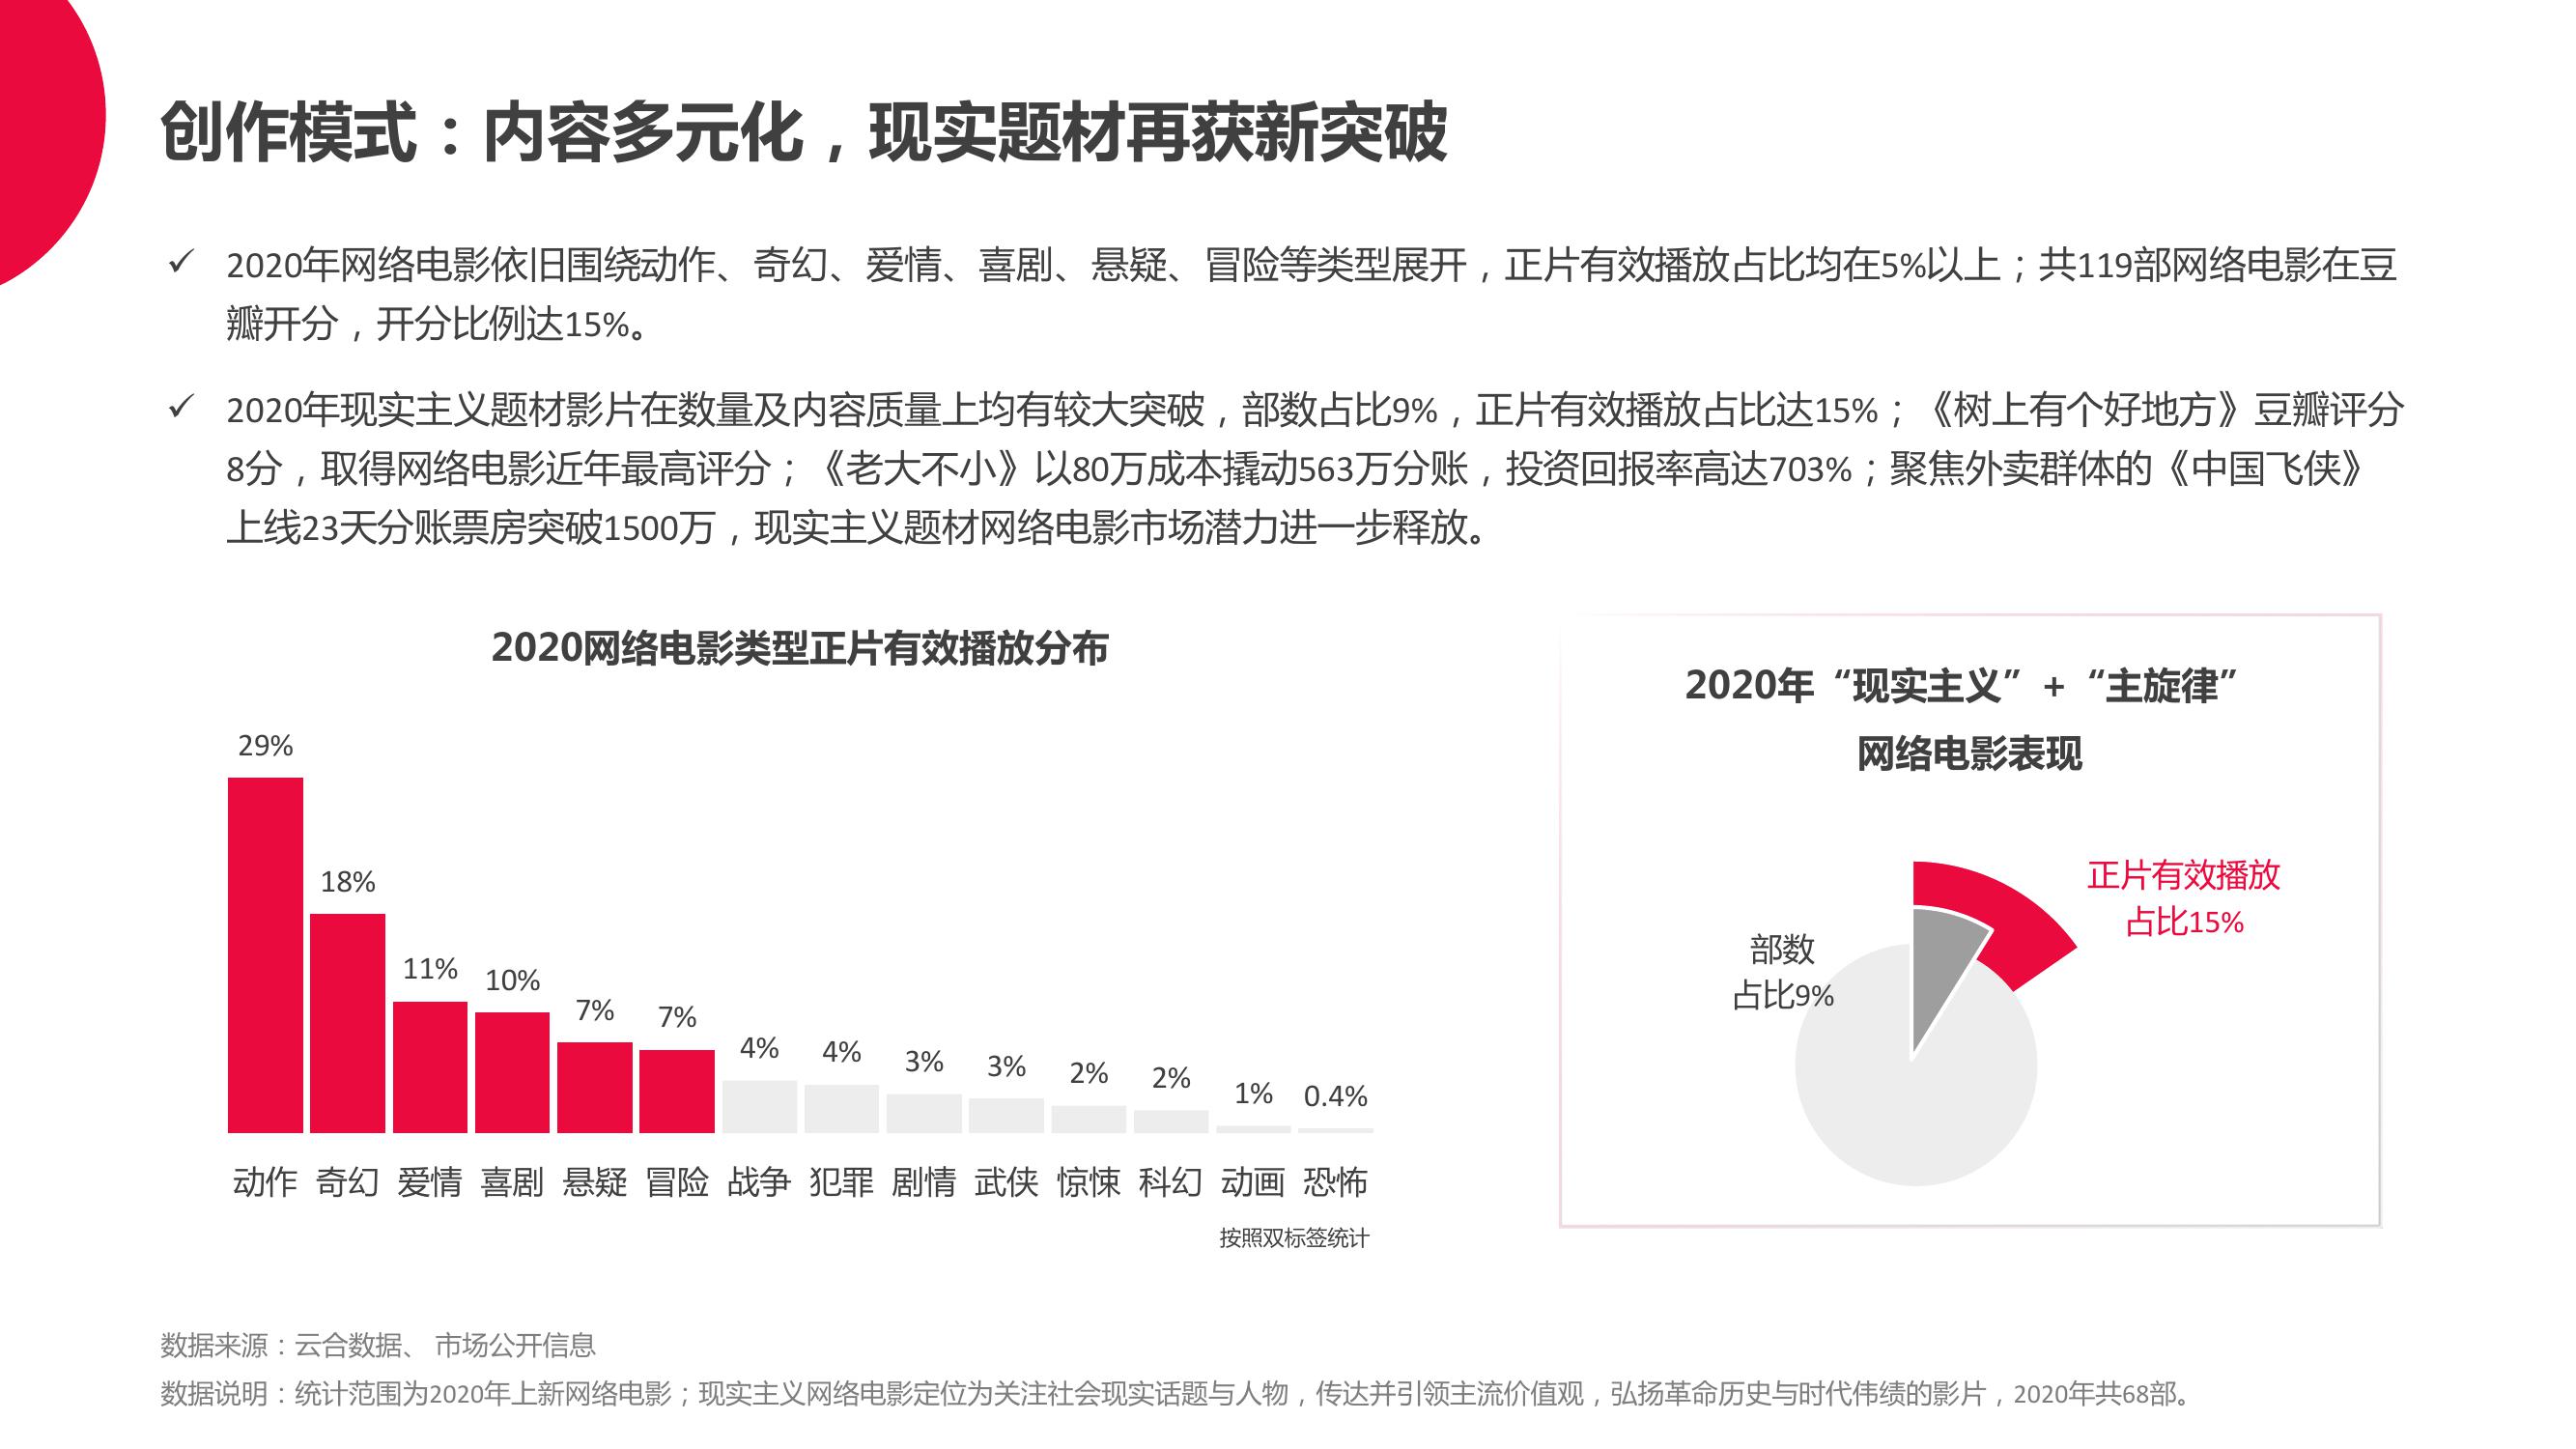 创作模式：内容多元化，现实题材再获新突破
✓ 2020年网络电影依旧围绕动作、奇幻、爱情、喜剧、悬疑、冒险等类型展开，正片有效播放占比均在5%以上；共119部网络电影在豆
瓣开分，开分比例达15%。
✓ 2020年现实主义题材影片在数量及内容质量上均有较大突破，部数占比9%，正片有效播放占比达15%；《树上有个好地方》豆瓣评分
8分，取得网络电影近年最高评分；《老大不小》以80万成本撬动563万分账，投资回报率高达703%；聚焦外卖群体的《中国飞侠》
上线23天分账票房突破1500万，现实主义题材网络电影市场潜力进一步释放。
2020网络电影类型正片有效播放分布
29% 18% 11% 10% 7% 7% 4% 4% 3% 3% 2% 2% 1% 0.4%
动作 奇幻 爱情 喜剧 悬疑 冒险 战争 犯罪 剧情 武侠 惊悚 科幻 动画 恐怖
按照双标签统计
2020年“现实主义”+“主旋律”
网络电影表现
正片有效播放
占比15%
部数
占比9%
数据来源：云合数据、 市场公开信息
数据说明：统计范围为2020年上新网络电影；现实主义网络电影定位为关注社会现实话题与人物，传达并引领主流价值观，弘扬革命历史与时代伟绩的影片，2020年共68部。